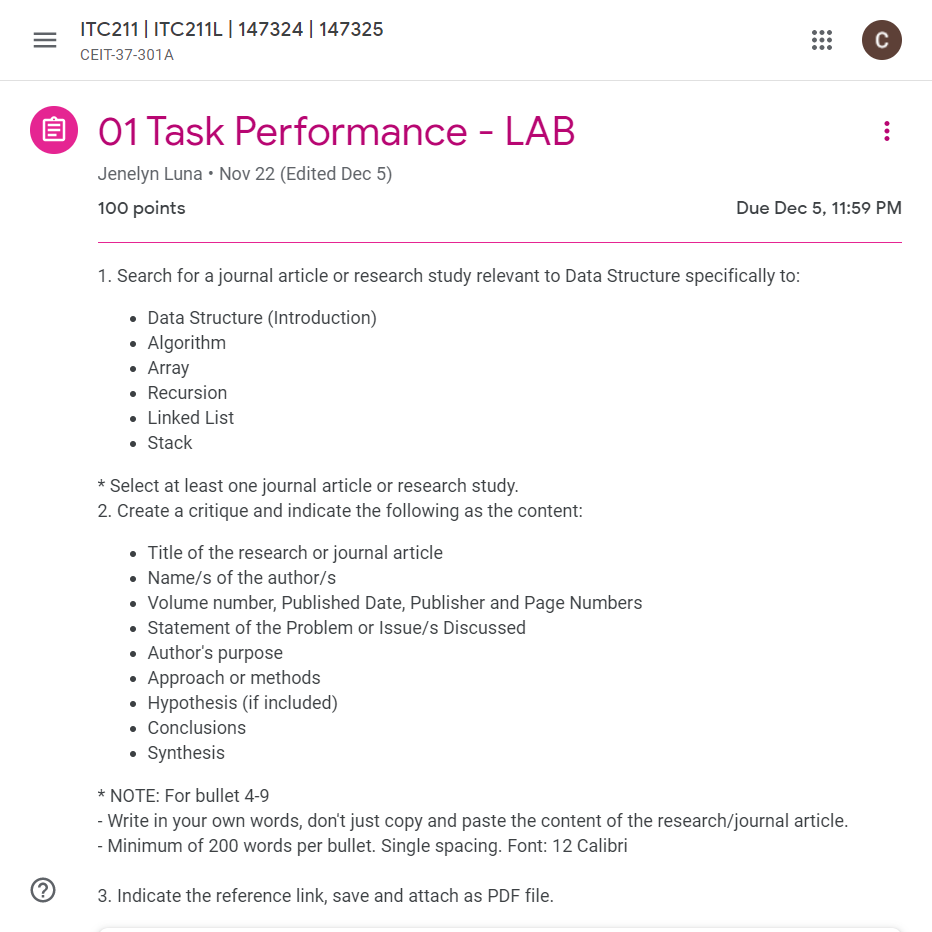 ITC211 | ITC211L | 147324 | 147325
CEIT-37-301A
C
01 Task Performance - LAB
Jenelyn Luna • Nov 22 (Edited Dec 5)
100 points
Due Dec 5, 11:59 PM
1. Search for a journal article or research study relevant to Data Structure specifically to:
• Data Structure (Introduction)
• Algorithm
• Array
• Recursion
• Linked List
• Stack
* Select at least one journal article or research study.
2. Create a critique and indicate the following as the content:
• Title of the research or journal article
• Name/s of the author/s
• Volume number, Published Date, Publisher and Page Numbers
• Statement of the Problem or Issue/s Discussed
• Author's purpose
• Approach or methods
• Hypothesis (if included)
• Conclusions
• Synthesis
* NOTE: For bullet 4-9
- Write in your own words, don't just copy and paste the content of the research/journal article.
- Minimum of 200 words per bullet. Single spacing. Font: 12 Calibri
3. Indicate the reference link, save and attach as PDF file.